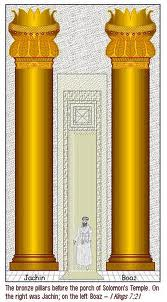 Jachin Boaz
The bronze pillars before the porch of Solomon's Temple. On
the right was Jachin; on the left Boaz – I Kings 7:21